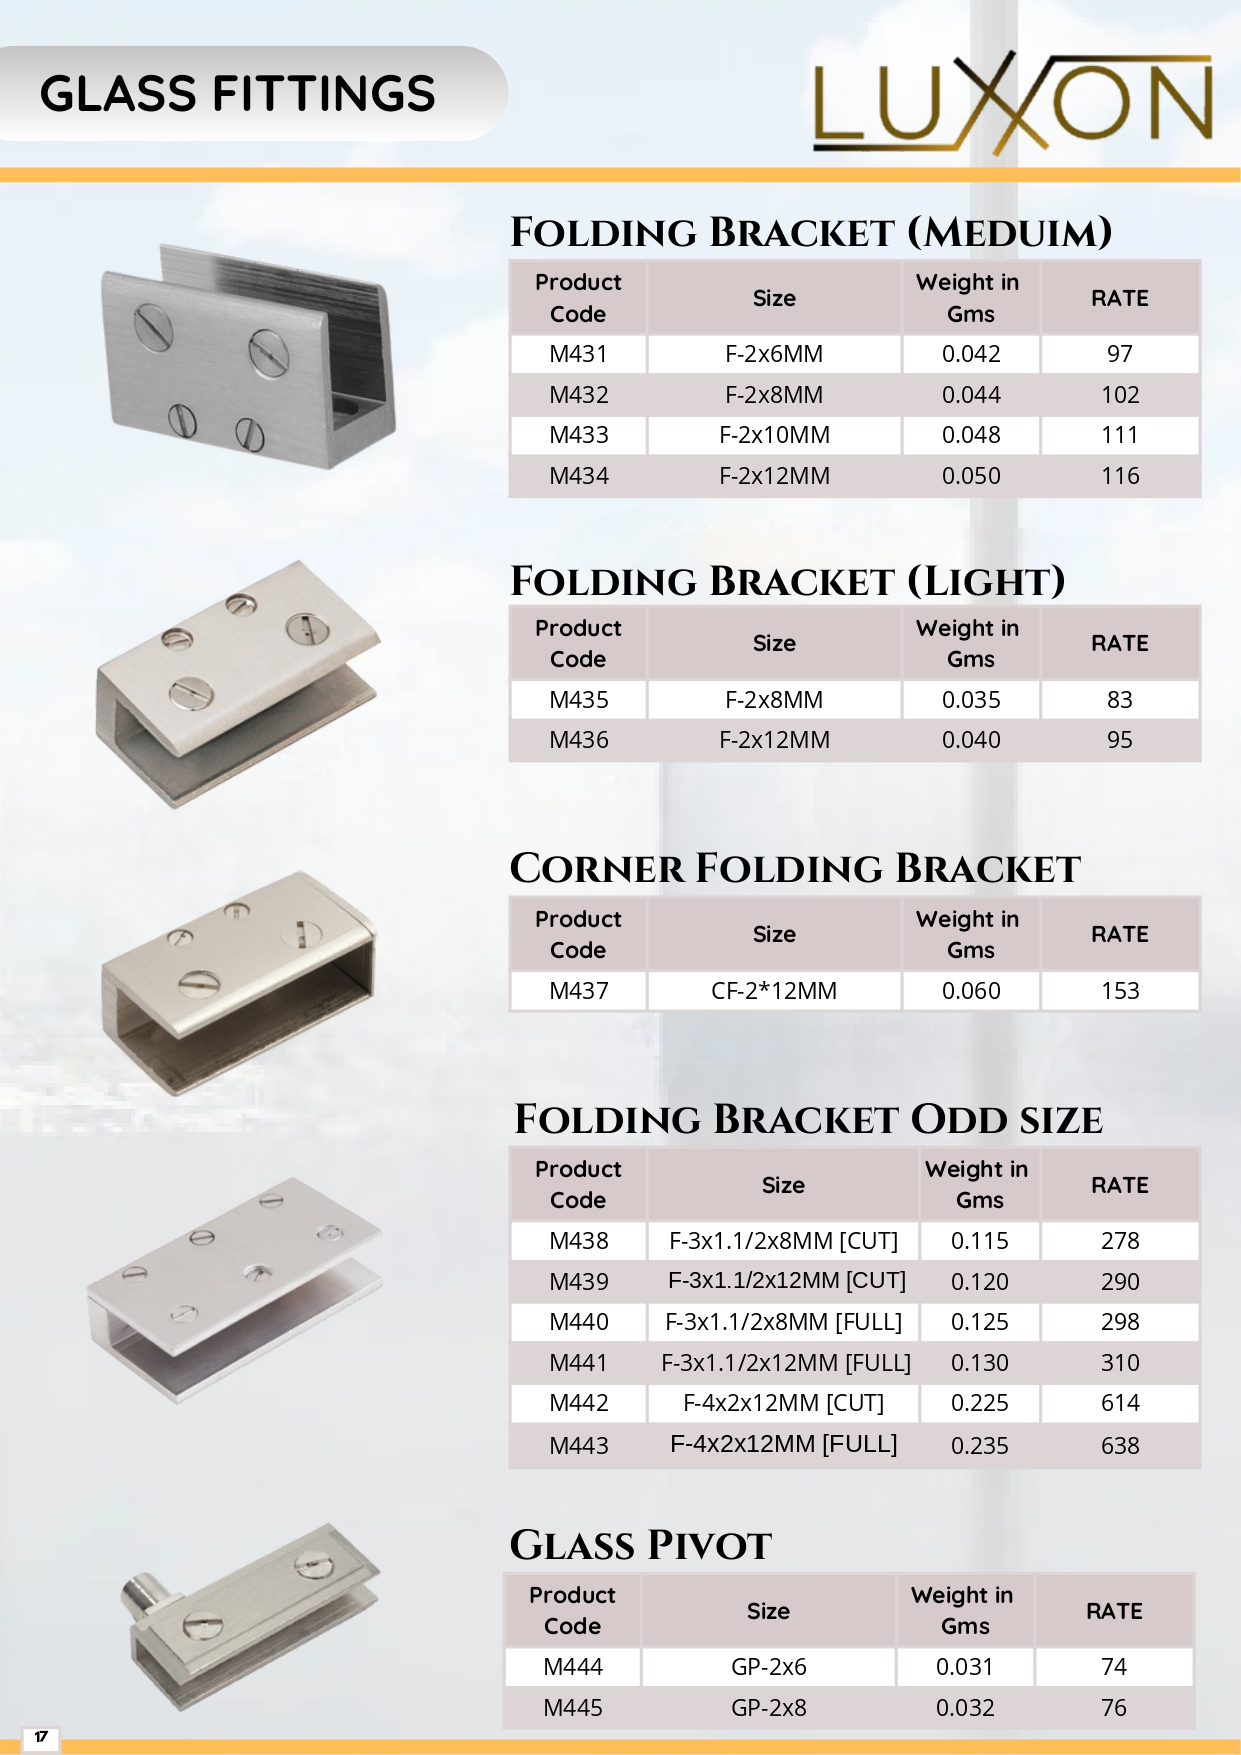 GLASS FITTINGS
LUXXON
FOLDING BRACKET (MEDUIM)
Product Code Size Weight in Gms RATE
M431 F-2x6MM 0.042 97
M432 F-2x8MM 0.044 102
M433 F-2x10MM 0.048 111
M434 F-2x12MM 0.050 116
FOLDING BRACKET (LIGHT)
Product Code Size Weight in Gms RATE
M435 F-2x8MM 0.035 83
M436 F-2x12MM 0.040 95
CORNER FOLDING BRACKET
Product Code Size Weight in Gms RATE
M437 CF-2*12MM 0.060 153
FOLDING BRACKET ODD SIZE
Product Code Size Weight in Gms RATE
M438 F-3x1.1/2x8MM [CUT] 0.115 278
M439 F-3x1.1/2x12MM [CUT] 0.120 290
M440 F-3x1.1/2x8MM [FULL] 0.125 298
M441 F-3x1.1/2x12MM [FULL] 0.130 310
M442 F-4x2x12MM [CUT] 0.225 614
M443 F-4x2x12MM [FULL] 0.235 638
GLASS PIVOT
Product Code Size Weight in Gms RATE
M444 GP-2x6 0.031 74
M445 GP-2x8 0.032 76
17